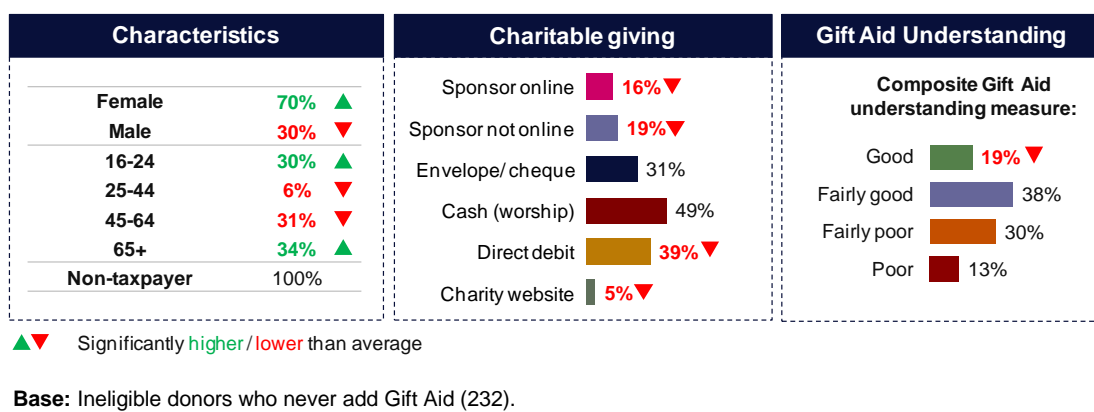 Characteristics
Female 70%
Male 30%
16-24 30%
25-44 6%
45-64 31%
65+ 34%
Non-taxpayer 100%
Charitable giving
Sponsor online 16%
Sponsor not online 19%
Envelope/ cheque 31%
Cash (worship) 49%
Direct debit 39%
Charity website 5%
Gift Aid Understanding
Composite Gift Aid
understanding measure:
Good 19%
Fairly good 38%
Fairly poor 30%
Poor 13%
Significantly higher / lower than average
Base: Ineligible donors who never add Gift Aid (232).